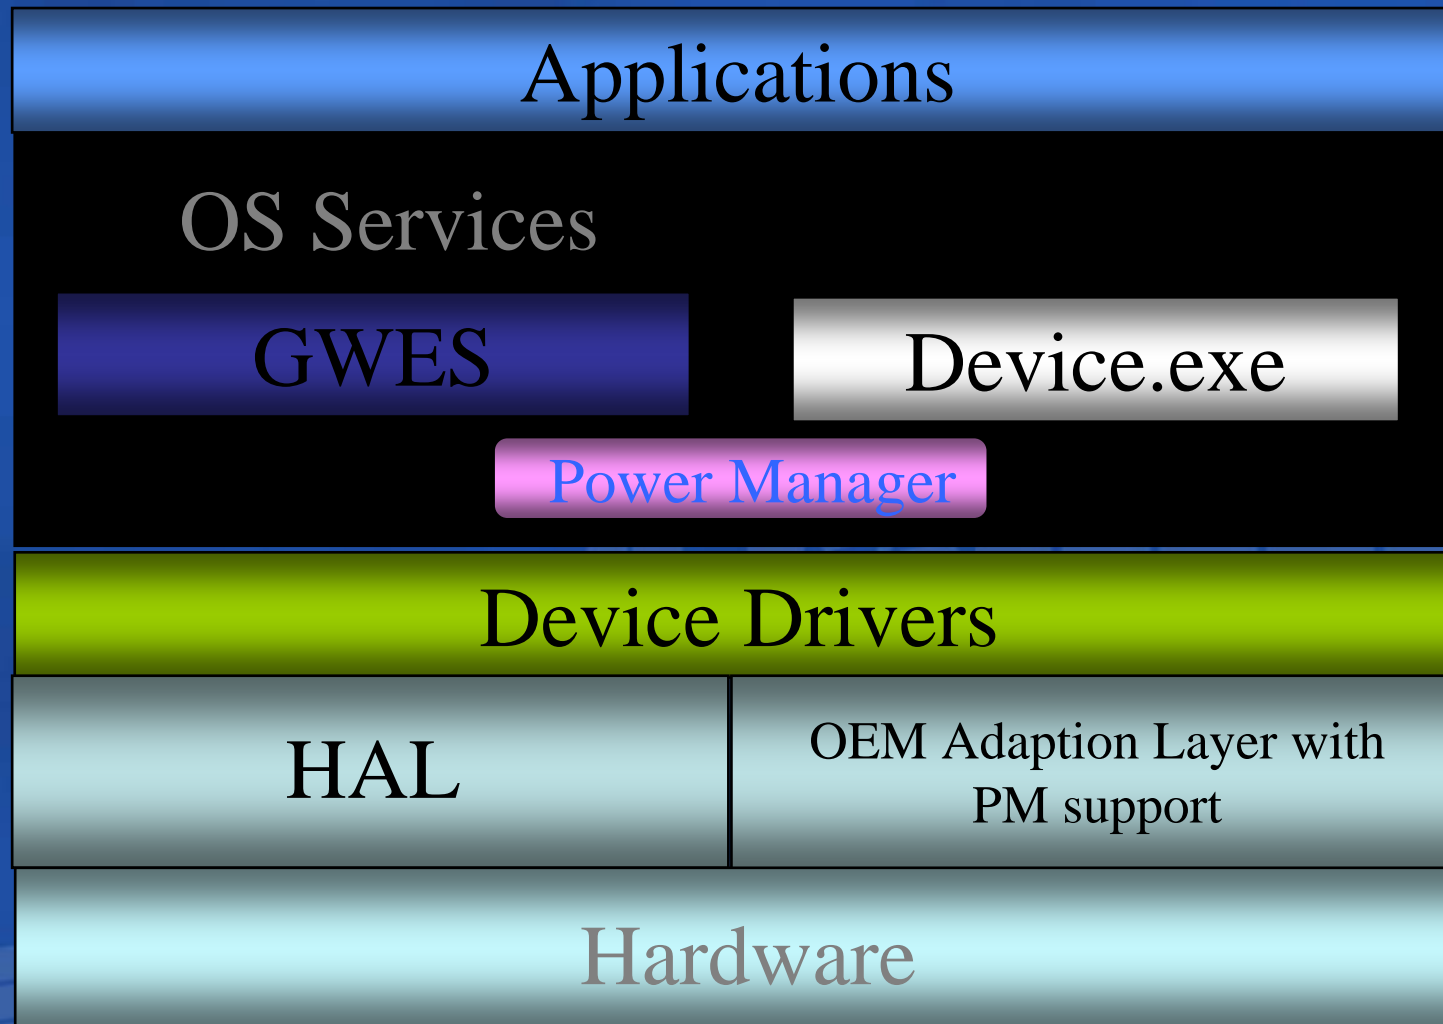 Applications
OS Services
GWES
Device.exe
Power Manager
Device Drivers
HAL
OEM Adaption Layer with
PM support
Hardware